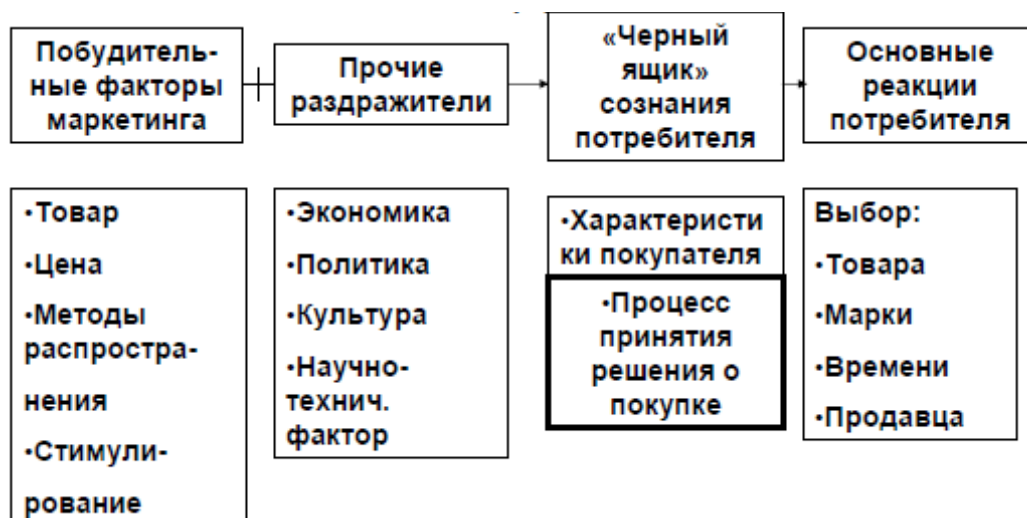 Побудитель-
ные факторы
маркетинга
Прочие
раздражители
«Черный
ящик»
сознания
потребителя
Основные
реакции
потребителя
•Товар
•Цена
•Методы
распростра-
нения
•Стимули-
рование
•Экономика
•Политика
•Культура
•Научно-
технич.
фактор
•Характеристи
ки покупателя
•Процесс
принятия
решения о
покупке
Выбор:
•Товара
•Марки
•Времени
•Продавца